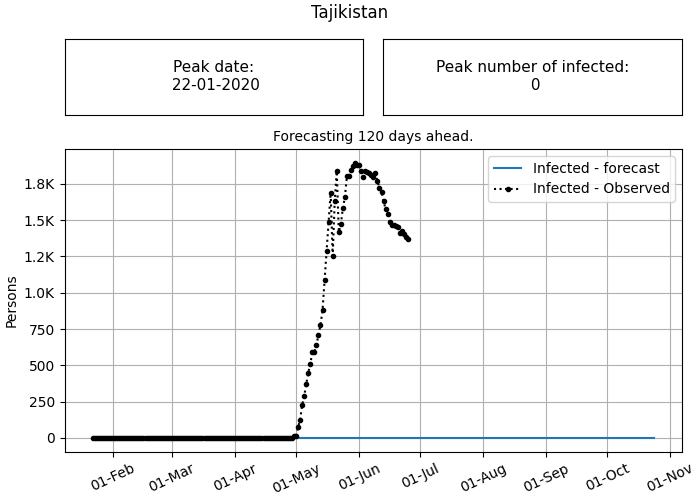 Tajikistan
Peak date:
22-01-2020
Peak number of infected:
0
Forecasting 120 days ahead.
Infected - forecast
Infected - Observed
Persons
1.8K
1.5K
1.2K
1.0K
750
500
250
0
01-Feb
01-Mar
01-Apr
01-May
01-Jun
01-Jul
01-Aug
01-Sep
01-Oct
01-Nov